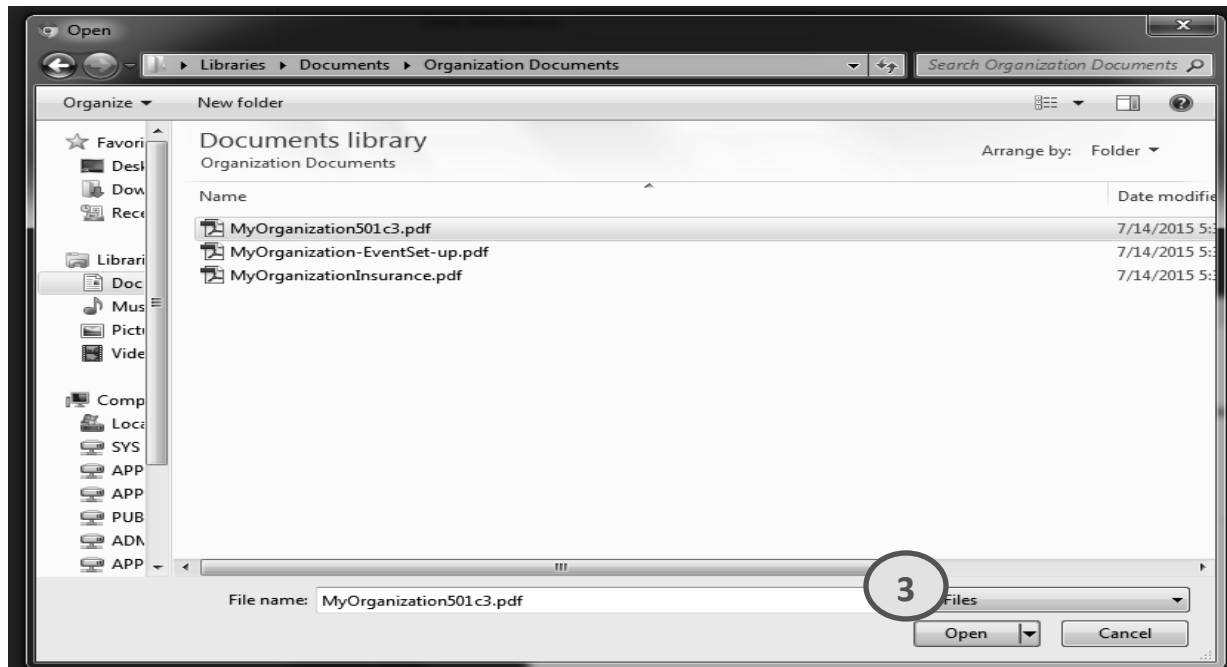 Open
Libraries ▸ Documents ▸ Organization Documents
Search Organization Documents
Organize
New folder
Documents library
Organization Documents
Arrange by: Folder
Name
Date modifie
MyOrganization501c3.pdf 7/14/2015 5:3
MyOrganization-EventSet-up.pdf 7/14/2015 5:3
MyOrganizationInsurance.pdf 7/14/2015 5:3
Favori
Desk
Dow
Rece
Librari
Doc
Mus
Pictu
Vide
Comp
Loca
SYS
APP
APP
PUB
ADN
APP
File name: MyOrganization501c3.pdf
3
Files
Open
Cancel